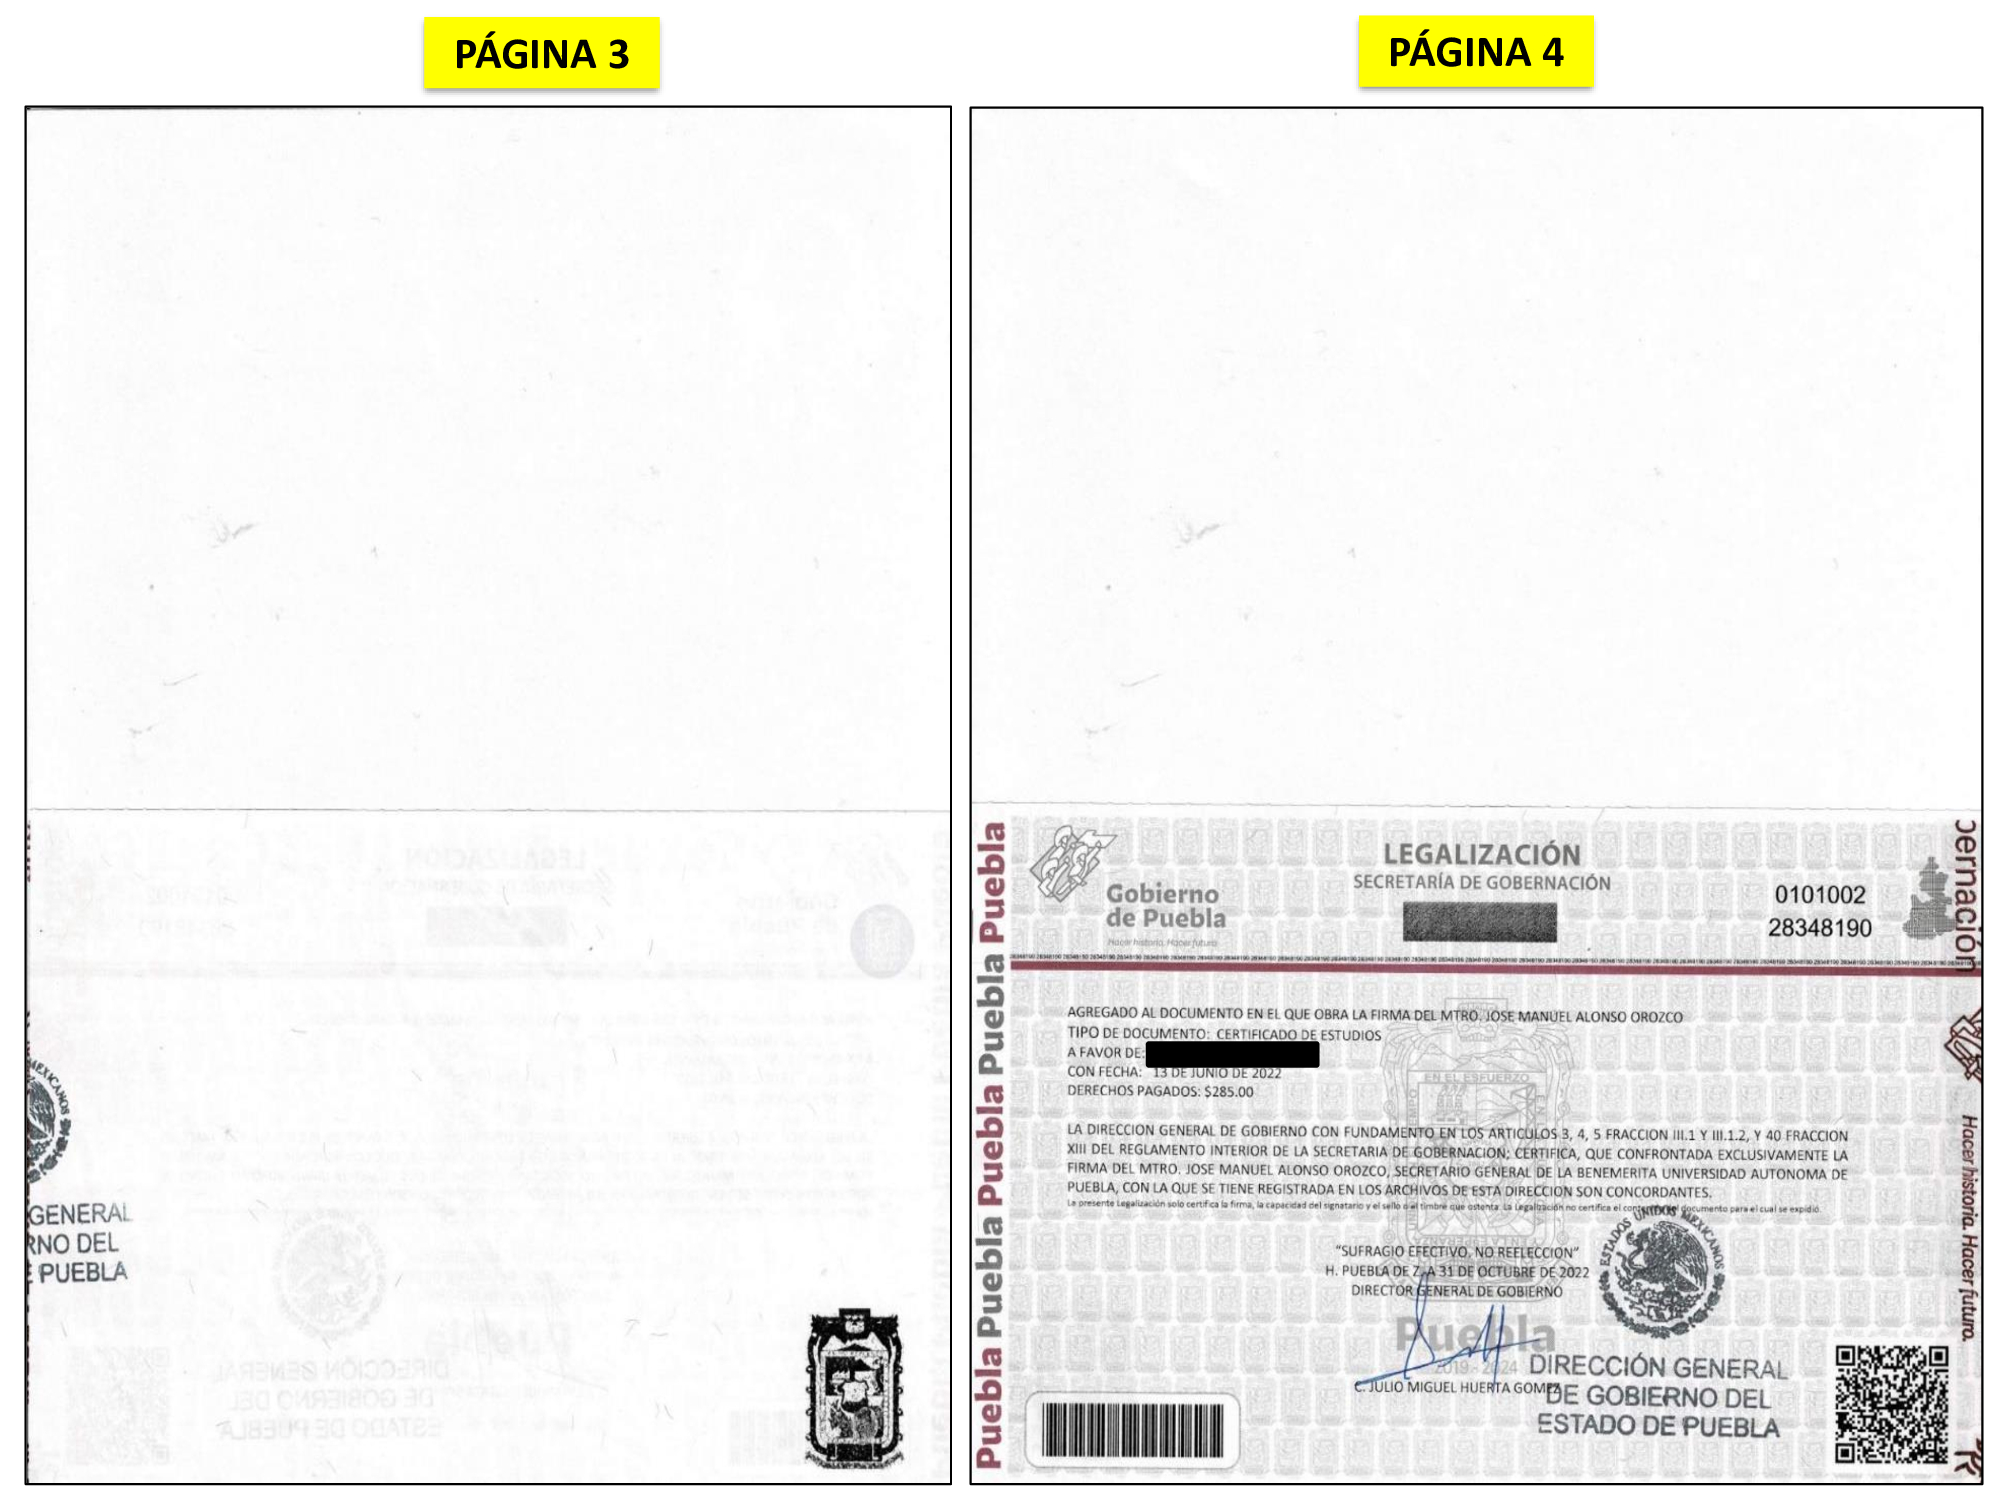 PÁGINA 3
GENERAL
RNO DEL
PUEBLA
PÁGINA 4
Puebla Puebla Puebla Puebla Puebla
Gobierno
de Puebla
Hacer historia. Hacer futuro.
LEGALIZACIÓN
SECRETARÍA DE GOBERNACIÓN
0101002
28348190
bernación
Hacer historia. Hacer futuro.
AGREGADO AL DOCUMENTO EN EL QUE OBRA LA FIRMA DEL MTRO. JOSE MANUEL ALONSO OROZCO
TIPO DE DOCUMENTO: CERTIFICADO DE ESTUDIOS
A FAVOR DE:
CON FECHA: 13 DE JUNIO DE 2022
DERECHOS PAGADOS: $285.00
EN EL ESFUERZO
LA DIRECCION GENERAL DE GOBIERNO CON FUNDAMENTO EN LOS ARTICULOS 3, 4, 5 FRACCION III.1 Y III.1.2, Y 40 FRACCION
XIII DEL REGLAMENTO INTERIOR DE LA SECRETARIA DE GOBERNACION; CERTIFICA, QUE CONFRONTADA EXCLUSIVAMENTE LA
FIRMA DEL MTRO. JOSE MANUEL ALONSO OROZCO, SECRETARIO GENERAL DE LA BENEMERITA UNIVERSIDAD AUTONOMA DE
PUEBLA, CON LA QUE SE TIENE REGISTRADA EN LOS ARCHIVOS DE ESTA DIRECCION SON CONCORDANTES.
La presente Legalización solo certifica la firma, la capacidad del signatario y el sello o el timbre que ostenta. La Legalización no certifica el contenido del documento para el cual se expidió.
"SUFRAGIO EFECTIVO, NO REELECCION"
H. PUEBLA DE Z. A 31 DE OCTUBRE DE 2022
DIRECTOR GENERAL DE GOBIERNO
ESTADOS UNIDOS MEXICANOS
Puebla
2019 - 2024
C. JULIO MIGUEL HUERTA GOMEZ
DIRECCIÓN GENERAL
DE GOBIERNO DEL
ESTADO DE PUEBLA